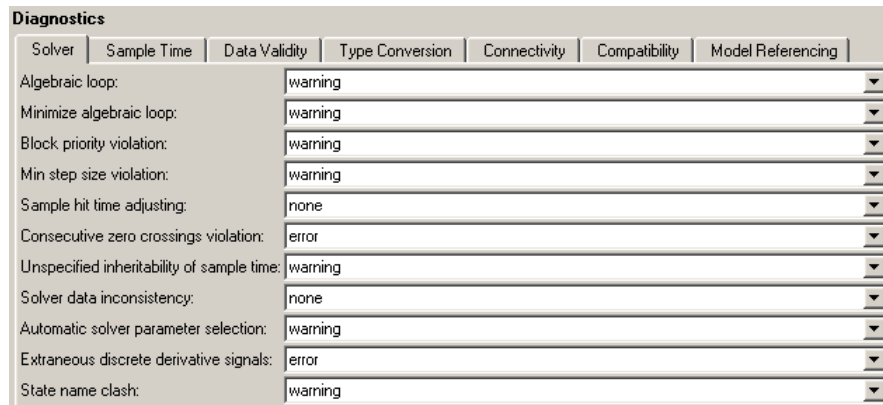 Diagnostics
Solver Sample Time Data Validity Type Conversion Connectivity Compatibility Model Referencing
Algebraic loop: warning
Minimize algebraic loop: warning
Block priority violation: warning
Min step size violation: warning
Sample hit time adjusting: none
Consecutive zero crossings violation: error
Unspecified inheritability of sample time: warning
Solver data inconsistency: none
Automatic solver parameter selection: warning
Extraneous discrete derivative signals: error
State name clash: warning